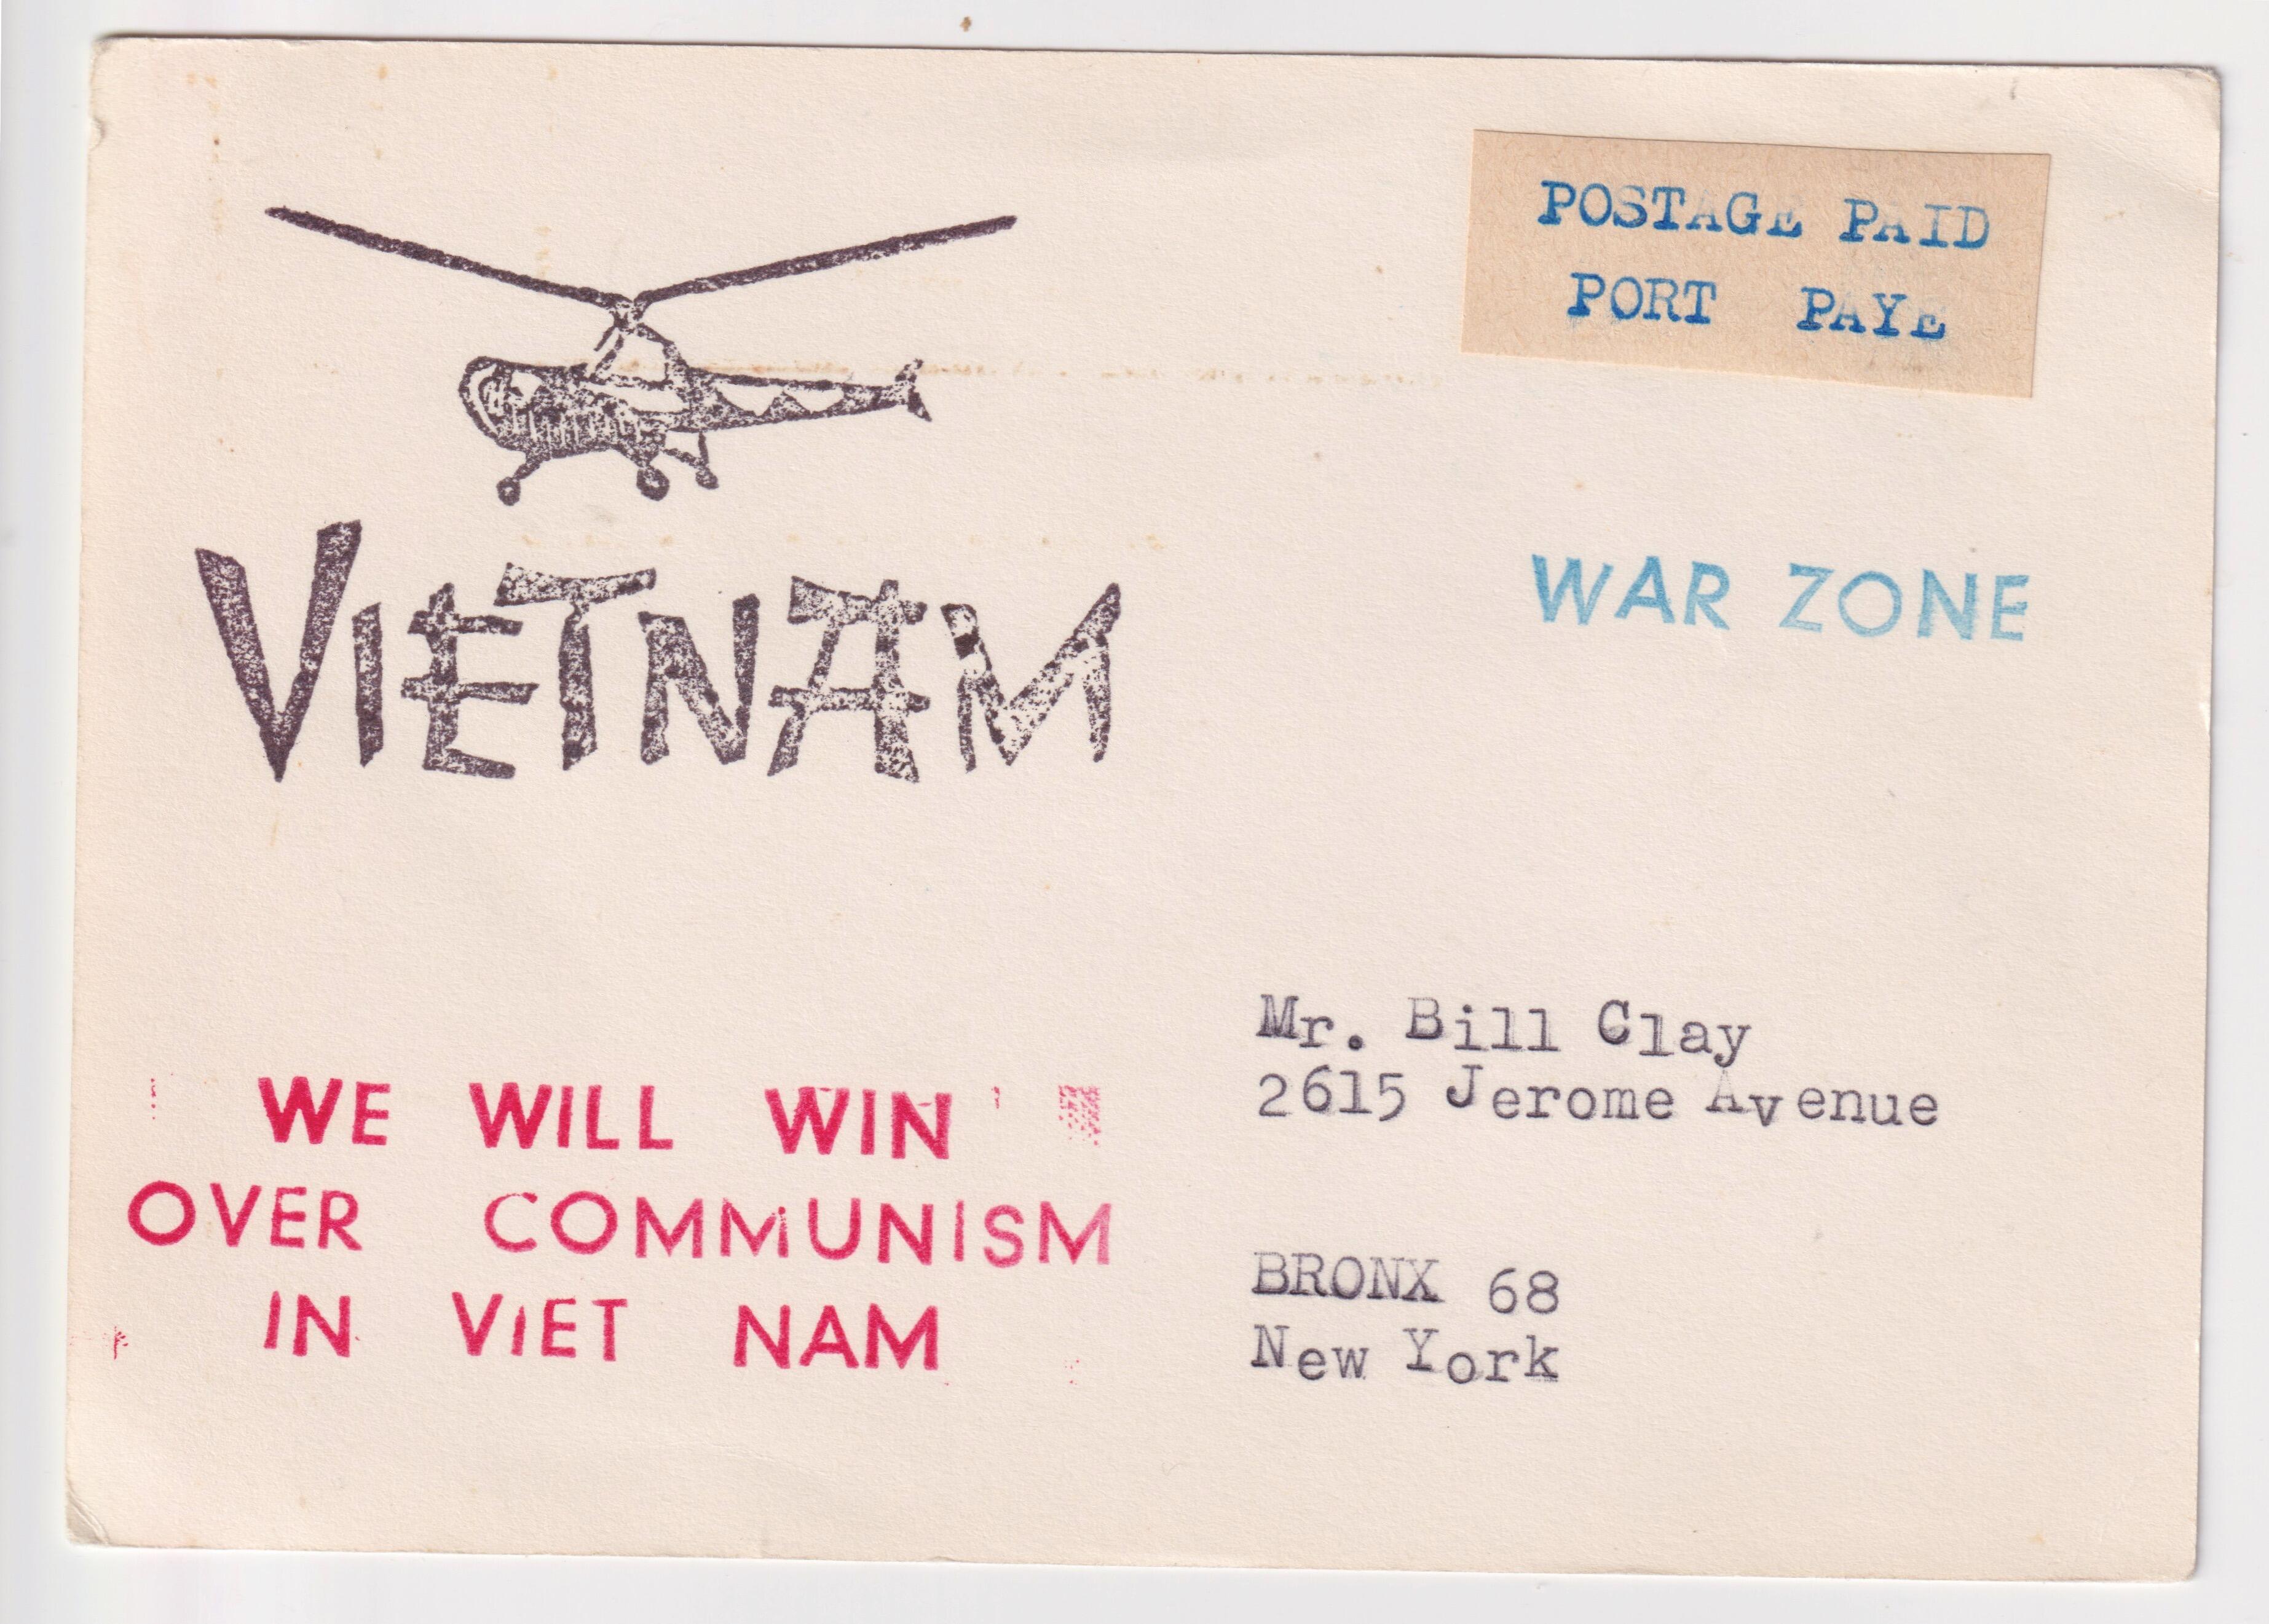 POSTAGE PAID
PORT PAYE
VIETNAM
WAR ZONE
WE WILL WIN
OVER COMMUNISM
IN VIET NAM
Mr. Bill Clay
2615 Jerome Avenue
BRONX 68
New York